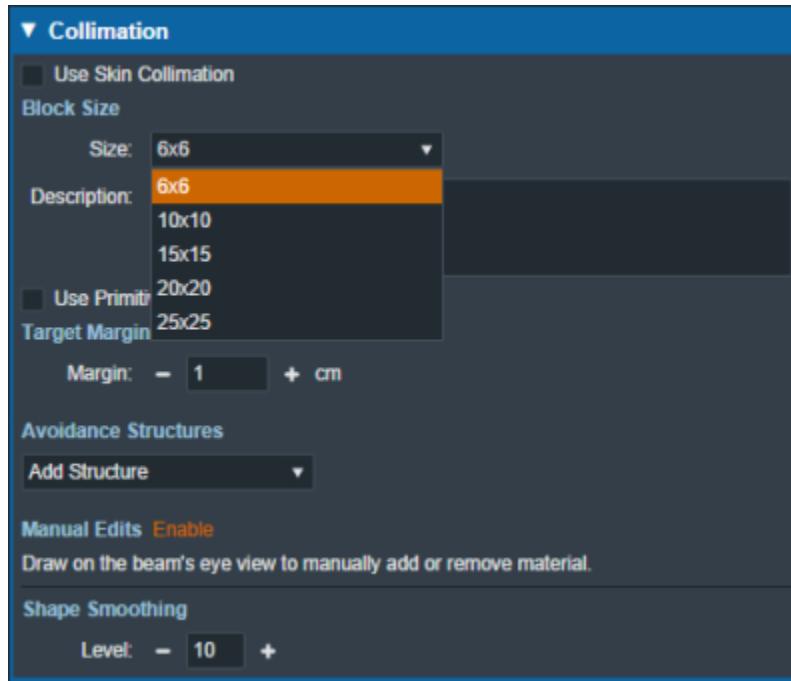 ▼ Collimation
Use Skin Collimation
Block Size
Size: 6x6
Description:
6x6
10x10
15x15
20x20
25x25
Use Primiti
Target Margin
Margin: − 1 + cm
Avoidance Structures
Add Structure
Manual Edits Enable
Draw on the beam's eye view to manually add or remove material.
Shape Smoothing
Level: − 10 +